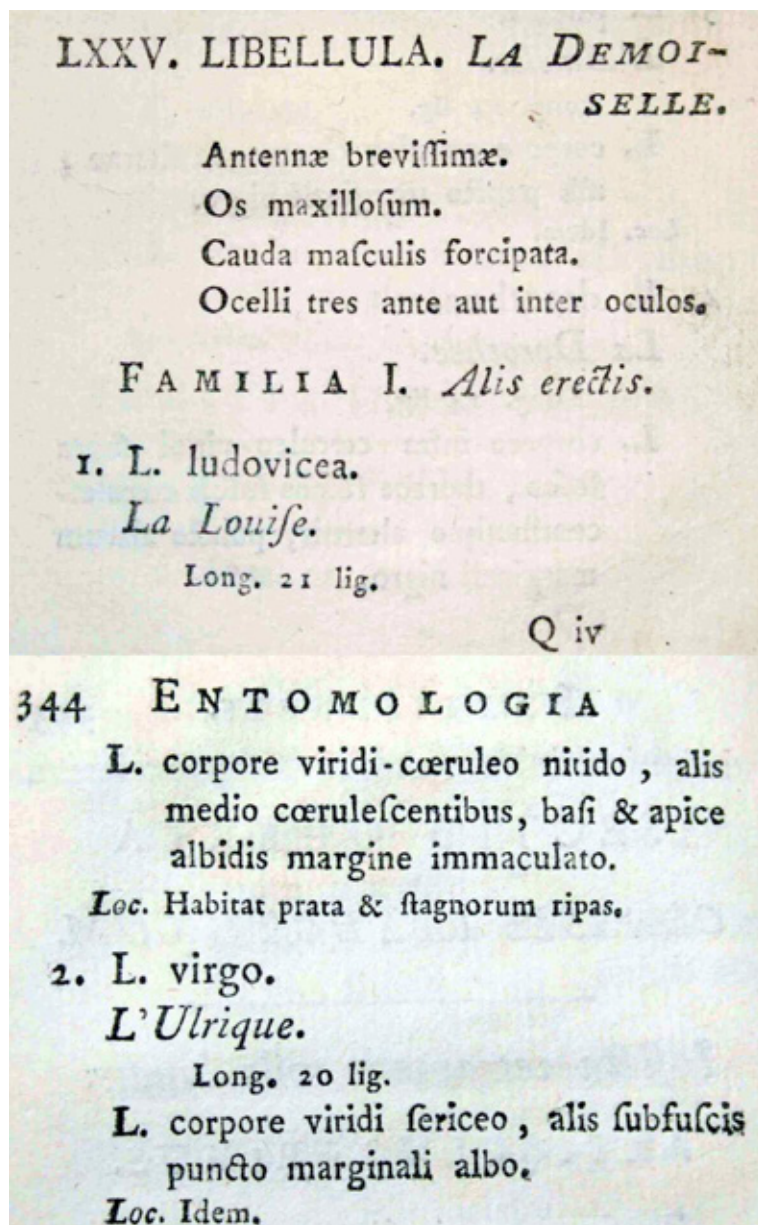 LXXV. LIBELLULA. LA DEMOI-
SELLE.
Antennæ breviſſimæ.
Os maxilloſum.
Cauda maſculis forcipata.
Ocelli tres ante aut inter oculos.
FAMILIA I. Alis erectis.
1. L. ludovicea.
La Louiſe.
Long. 21 lig.
Q iv
344 ENTOMOLOGIA
L. corpore viridi-cœruleo nitido, alis
medio cœruleſcentibus, baſi & apice
albidis margine immaculato.
Loc. Habitat prata & ſtagnorum ripas.
2. L. virgo.
L'Ulrique.
Long. 20 lig.
L. corpore viridi ſericeo, alis ſubfuſcis
puncto marginali albo.
Loc. Idem.